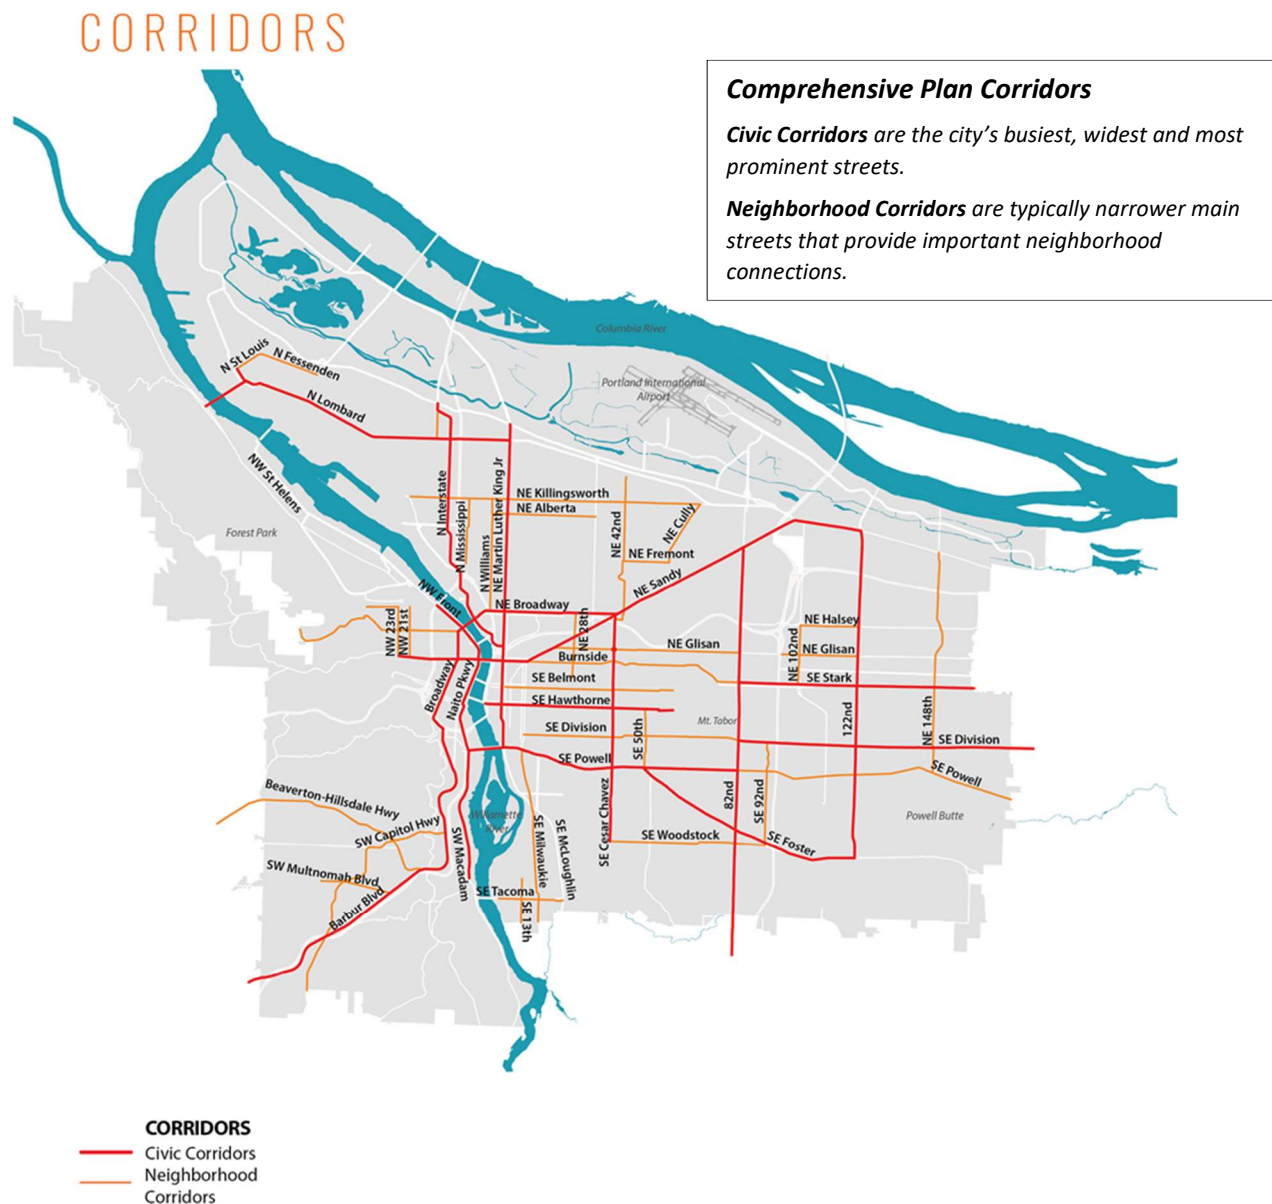 CORRIDORS
Comprehensive Plan Corridors
Civic Corridors are the city’s busiest, widest and most
prominent streets.
Neighborhood Corridors are typically narrower main
streets that provide important neighborhood
connections.
Columbia River
Portland International
Airport
N St Louis
N Fessenden
N Lombard
NW St Helens
Forest Park
N Interstate
N Mississippi
N Williams
NE Martin Luther King Jr
NE Killingsworth
NE Alberta
NE 42nd
NE Cully
NE Fremont
NE Sandy
NW Front
NE Broadway
NW 23rd
NW 21st
NE 28th
NE Glisan
Burnside
NE Halsey
NE 102nd
NE Glisan
SE Stark
SE Belmont
SE Hawthorne
Broadway
Naito Pkwy
SE Division
SE 50th
Mt. Tabor
122nd
NE 148th
SE Division
SE Powell
SE Powell
82nd
SE 92nd
SE Cesar Chavez
Powell Butte
Beaverton-Hillsdale Hwy
SW Capitol Hwy
SW Macadam
Willamette
River
SE Milwaukie
SE McLoughlin
SE Woodstock
SE Foster
SW Multnomah Blvd
Barbur Blvd
SE Tacoma
SE 13th
CORRIDORS
Civic Corridors
Neighborhood
Corridors